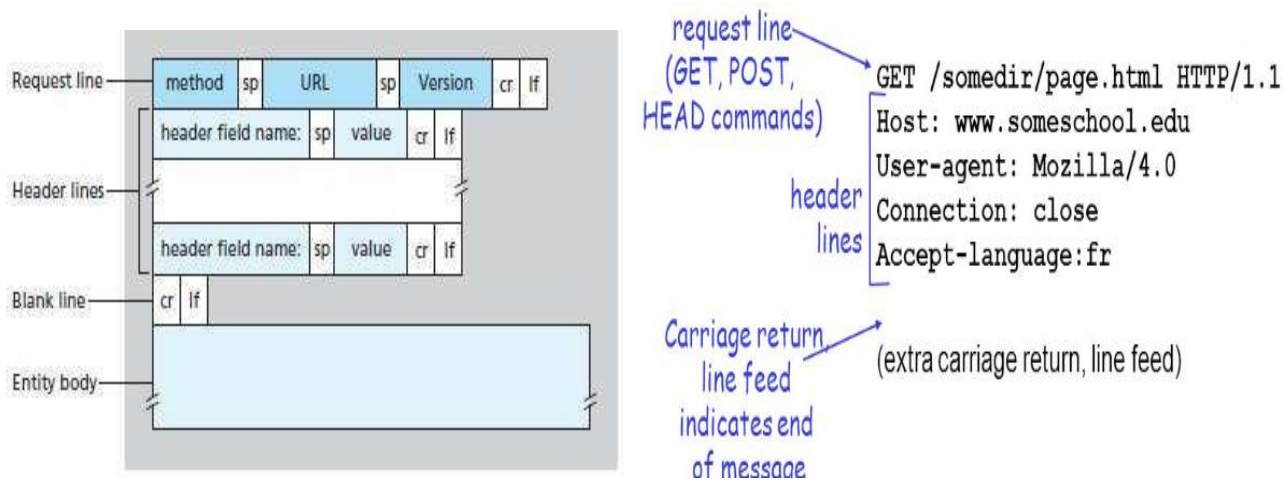 Request line
method sp URL sp Version cr lf
header field name: sp value cr lf
Header lines
header field name: sp value cr lf
Blank line
cr lf
Entity body
request line
(GET, POST,
HEAD commands)
GET /somedir/page.html HTTP/1.1
Host: www.someschool.edu
User-agent: Mozilla/4.0
header
lines
Connection: close
Accept-language:fr
Carriage return,
line feed
indicates end
of message
(extra carriage return, line feed)